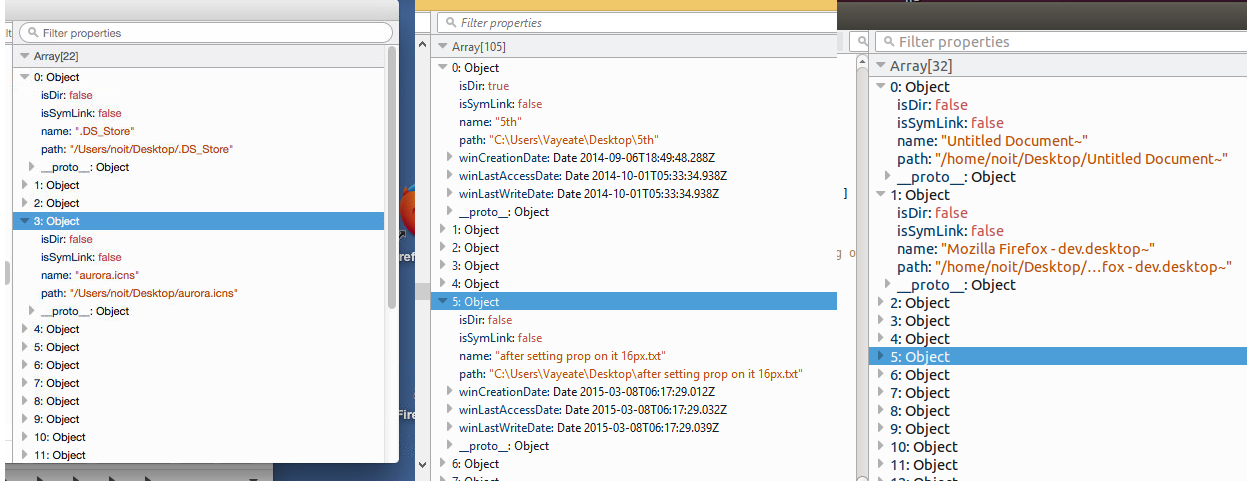 Filter properties
Array[22]
0: Object
isDir: false
isSymLink: false
name: ".DS_Store"
path: "/Users/noit/Desktop/.DS_Store"
__proto__: Object
1: Object
2: Object
3: Object
isDir: false
isSymLink: false
name: "aurora.icns"
path: "/Users/noit/Desktop/aurora.icns"
__proto__: Object
4: Object
5: Object
6: Object
7: Object
8: Object
9: Object
10: Object
11: Object
Filter properties
Array[105]
0: Object
isDir: true
isSymLink: false
name: "5th"
path: "C:\Users\Vayeate\Desktop\5th"
winCreationDate: Date 2014-09-06T18:49:48.288Z
winLastAccessDate: Date 2014-10-01T05:33:34.938Z
winLastWriteDate: Date 2014-10-01T05:33:34.938Z
__proto__: Object
1: Object
2: Object
3: Object
4: Object
5: Object
isDir: false
isSymLink: false
name: "after setting prop on it 16px.txt"
path: "C:\Users\Vayeate\Desktop\after setting prop on it 16px.txt"
winCreationDate: Date 2015-03-08T06:17:29.012Z
winLastAccessDate: Date 2015-03-08T06:17:29.032Z
winLastWriteDate: Date 2015-03-08T06:17:29.039Z
__proto__: Object
6: Object
]
Filter properties
Array[32]
0: Object
isDir: false
isSymLink: false
name: "Untitled Document~"
path: "/home/noit/Desktop/Untitled Document~"
__proto__: Object
1: Object
isDir: false
isSymLink: false
name: "Mozilla Firefox - dev.desktop~"
path: "/home/noit/Desktop/…fox - dev.desktop~"
__proto__: Object
2: Object
3: Object
4: Object
5: Object
6: Object
7: Object
8: Object
9: Object
10: Object
11: Object